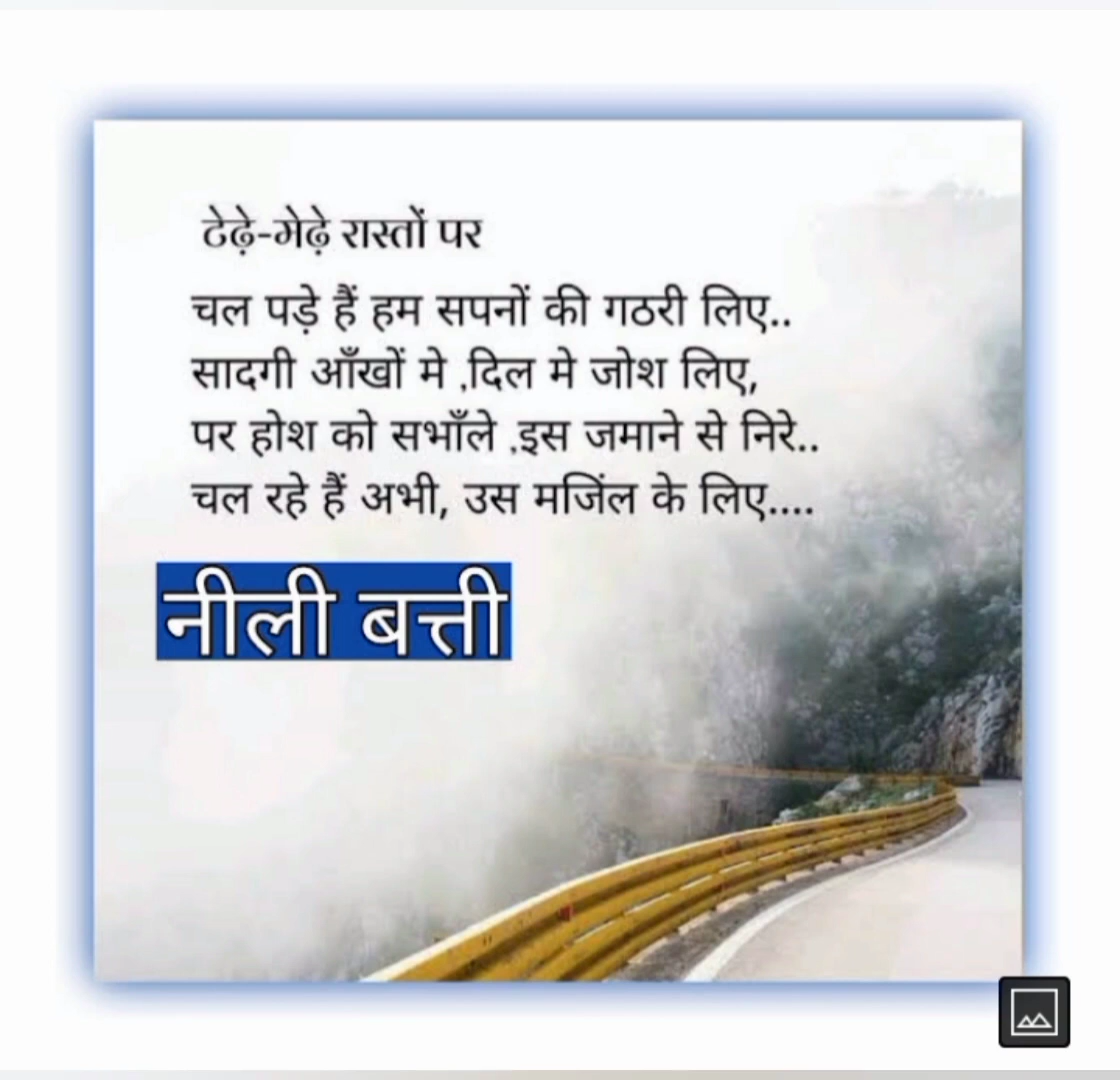 टेढ़े-मेढ़े रास्तों पर
चल पड़े हैं हम सपनों की गठरी लिए..
सादगी आँखों मे ,दिल मे जोश लिए,
पर होश को सभाँले ,इस जमाने से निरे..
चल रहे हैं अभी, उस मजिंल के लिए....
नीली बत्ती